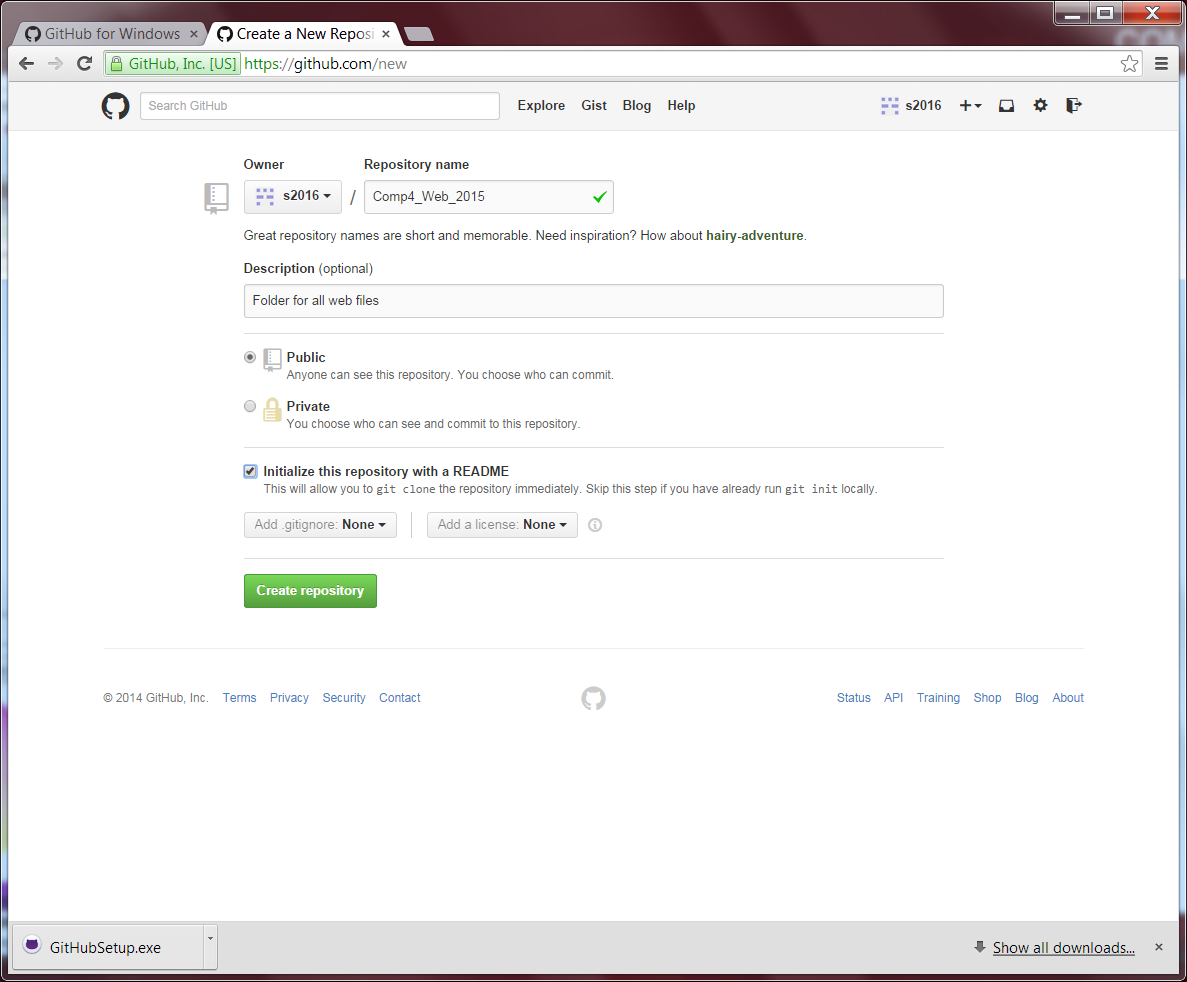 GitHub for Windows
Create a New Reposi
GitHub, Inc. [US] https://github.com/new
Search GitHub Explore Gist Blog Help s2016
Owner Repository name
s2016 / Comp4_Web_2015
Great repository names are short and memorable. Need inspiration? How about hairy-adventure.
Description (optional)
Folder for all web files
Public
Anyone can see this repository. You choose who can commit.
Private
You choose who can see and commit to this repository.
Initialize this repository with a README
This will allow you to git clone the repository immediately. Skip this step if you have already run git init locally.
Add .gitignore: None Add a license: None
Create repository
© 2014 GitHub, Inc. Terms Privacy Security Contact Status API Training Shop Blog About
GitHubSetup.exe Show all downloads...